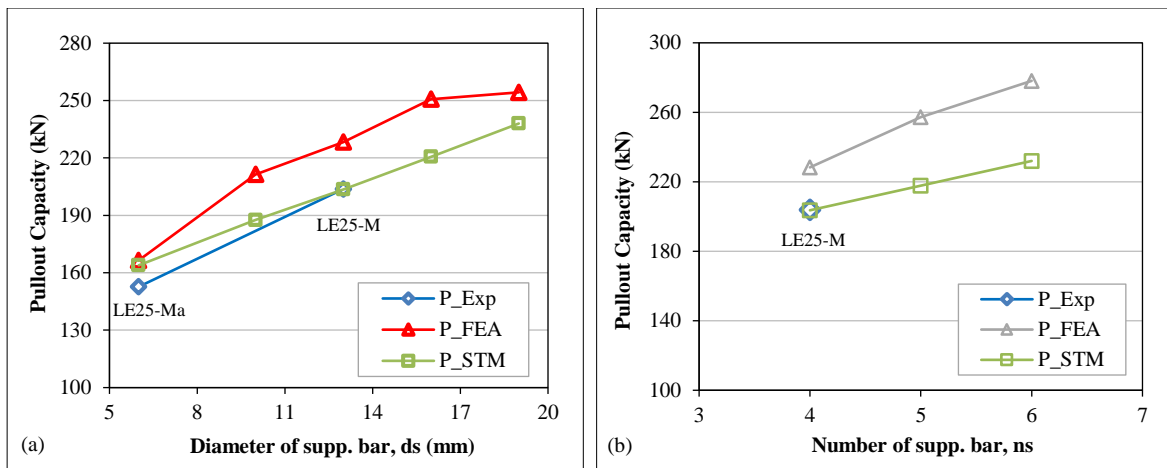 280
250
220
190
160
130
100
Pullout Capacity (kN)
LE25-M
LE25-Ma
P_Exp
P_FEA
P_STM
5 8 11 14 17 20
(a)
Diameter of supp. bar, ds (mm)
300
260
220
180
140
100
Pullout Capacity (kN)
LE25-M
P_Exp
P_FEA
P_STM
3 4 5 6 7
(b)
Number of supp. bar, ns